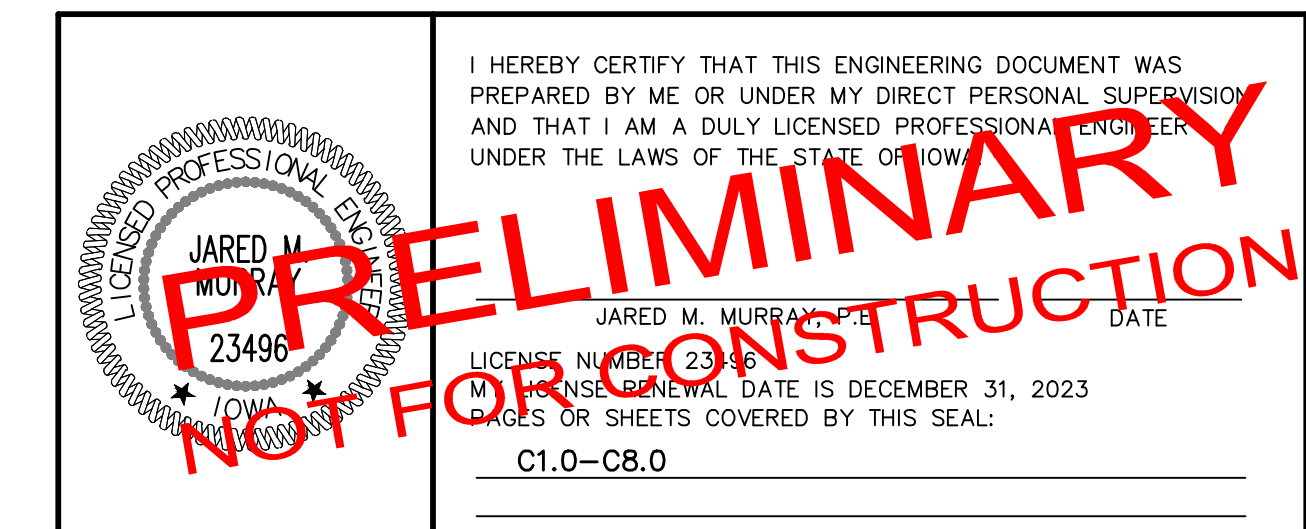 LICENSED PROFESSIONAL ENGINEER
JARED M.
MURRAY
23496
IOWA
I HEREBY CERTIFY THAT THIS ENGINEERING DOCUMENT WAS
PREPARED BY ME OR UNDER MY DIRECT PERSONAL SUPERVISION
AND THAT I AM A DULY LICENSED PROFESSIONAL ENGINEER
UNDER THE LAWS OF THE STATE OF IOWA.
JARED M. MURRAY, P.E.
DATE
LICENSE NUMBER 23496
MY LICENSE RENEWAL DATE IS DECEMBER 31, 2023
PAGES OR SHEETS COVERED BY THIS SEAL:
C1.0-C8.0
PRELIMINARY
NOT FOR CONSTRUCTION